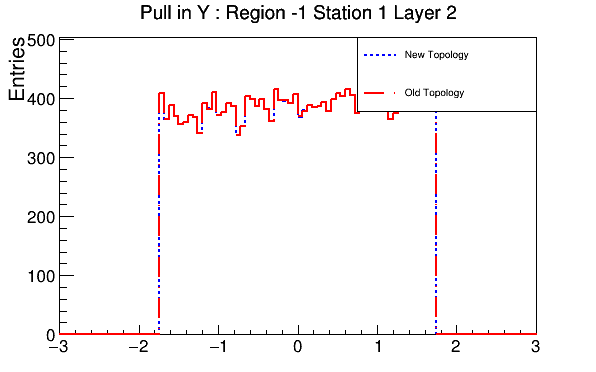 Pull in Y : Region -1 Station 1 Layer 2
Entries
500
400
300
200
100
0
−3 −2 −1 0 1 2 3
New Topology
Old Topology